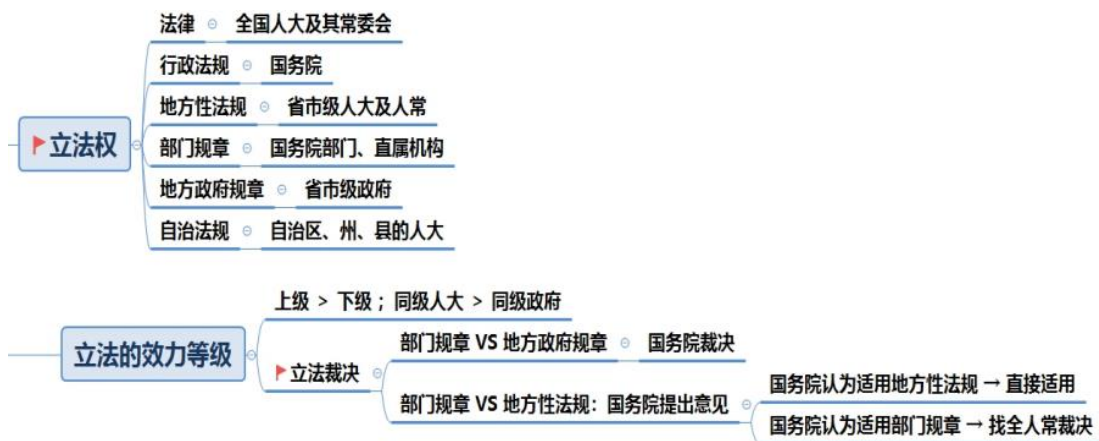 法律 全国人大及其常委会
行政法规 国务院
地方性法规 省市级人大及人常
立法权
部门规章 国务院部门、直属机构
地方政府规章 省市级政府
自治法规 自治区、州、县的人大
上级 > 下级；同级人大 > 同级政府
立法的效力等级
部门规章 VS 地方政府规章 国务院裁决
立法裁决
部门规章 VS 地方性法规：国务院提出意见
国务院认为适用地方性法规 → 直接适用
国务院认为适用部门规章 → 找全人常裁决